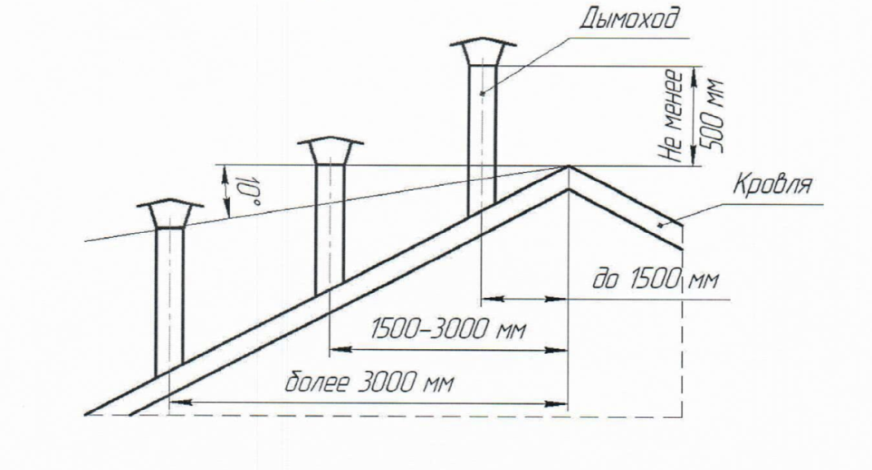 Дымоход
Не менее
500 мм
10°
Кровля
до 1500 мм
1500-3000 мм
более 3000 мм